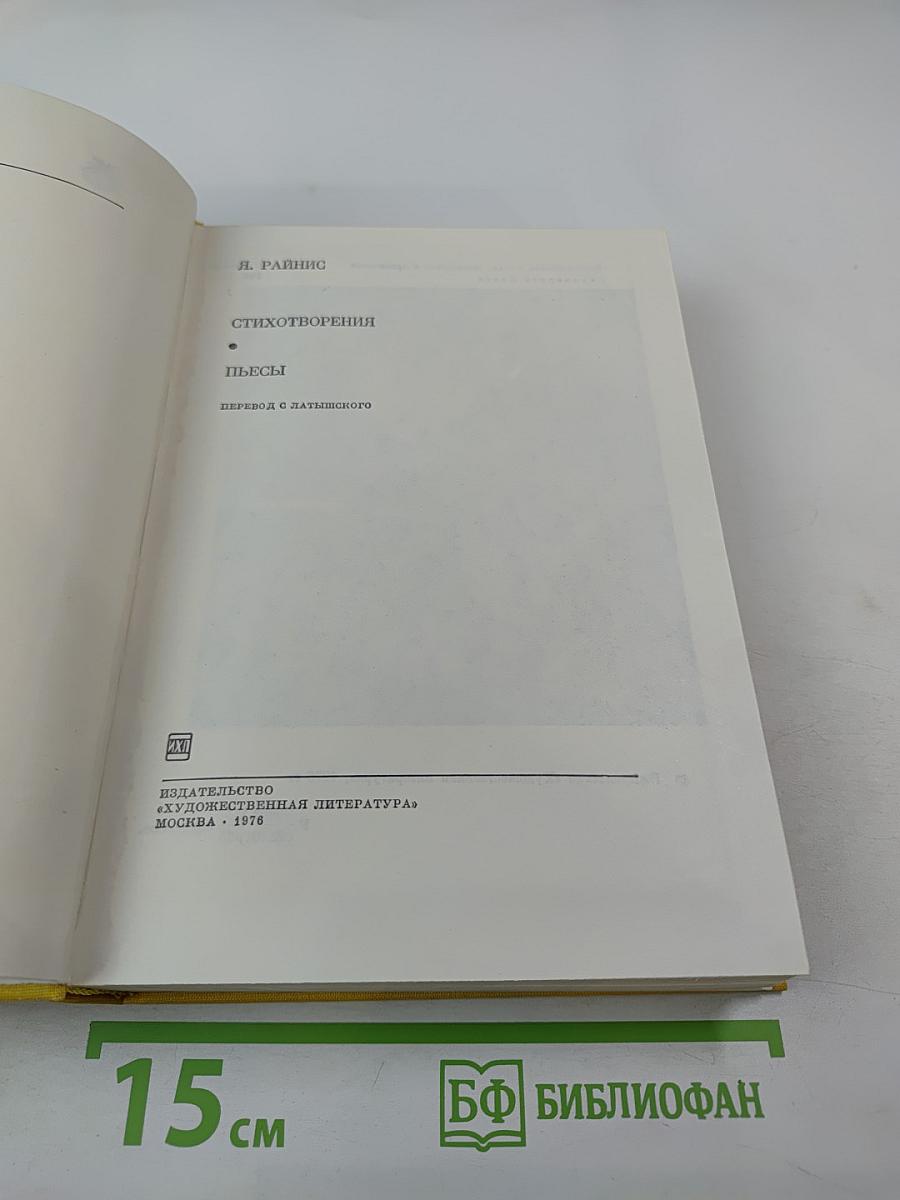 Я. РАЙНИС
СТИХОТВОРЕНИЯ
•
ПЬЕСЫ
ПЕРЕВОД С ЛАТЫШСКОГО
ИХЛ
ИЗДАТЕЛЬСТВО
«ХУДОЖЕСТВЕННАЯ ЛИТЕРАТУРА»
МОСКВА • 1976
15 см
БФ БИБЛИОФАН